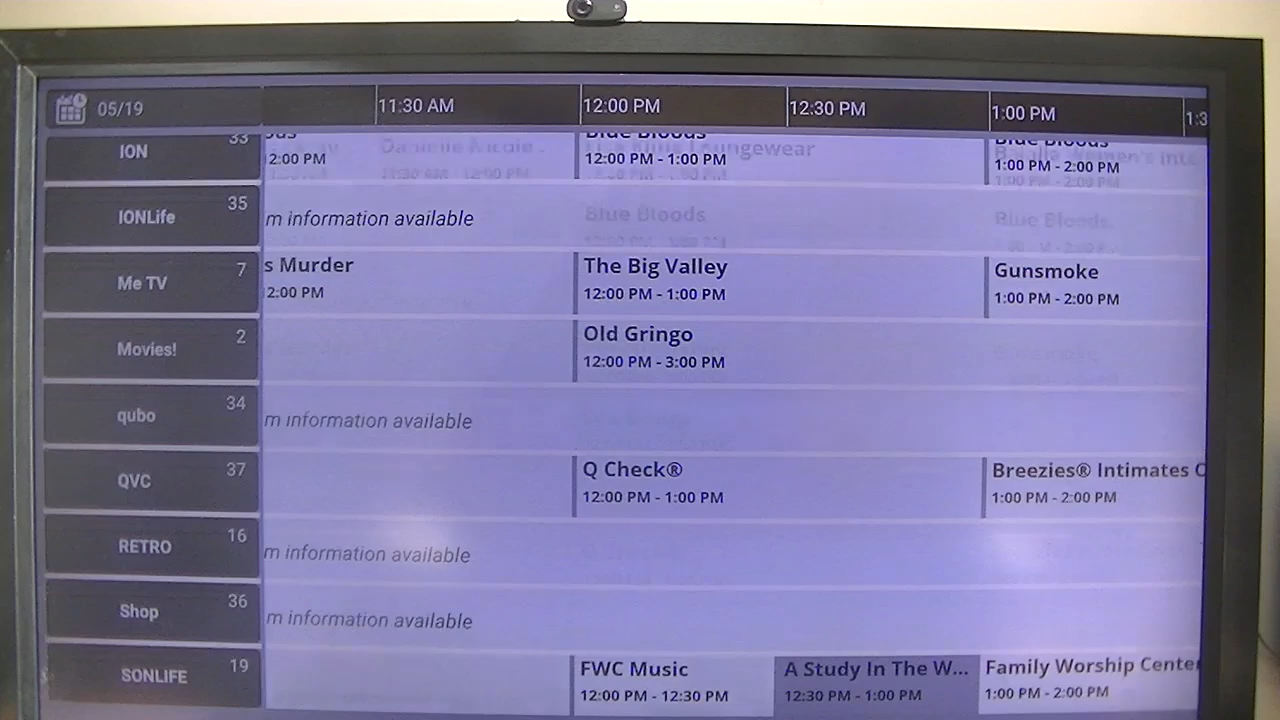 05/19 11:30 AM 12:00 PM 12:30 PM 1:00 PM 1:3
ION 33 Blue Bloods Blue Bloods
2:00 PM 12:00 PM - 1:00 PM 1:00 PM - 2:00 PM
IONLife 35 m information available
Me TV 7 s Murder The Big Valley Gunsmoke
2:00 PM 12:00 PM - 1:00 PM 1:00 PM - 2:00 PM
Movies! 2 Old Gringo
12:00 PM - 3:00 PM
qubo 34 m information available
QVC 37 Q Check® Breezies® Intimates C
12:00 PM - 1:00 PM 1:00 PM - 2:00 PM
RETRO 16 m information available
Shop 36 m information available
SONLIFE 19 FWC Music A Study In The W... Family Worship Center
12:00 PM - 12:30 PM 12:30 PM - 1:00 PM 1:00 PM - 2:00 PM